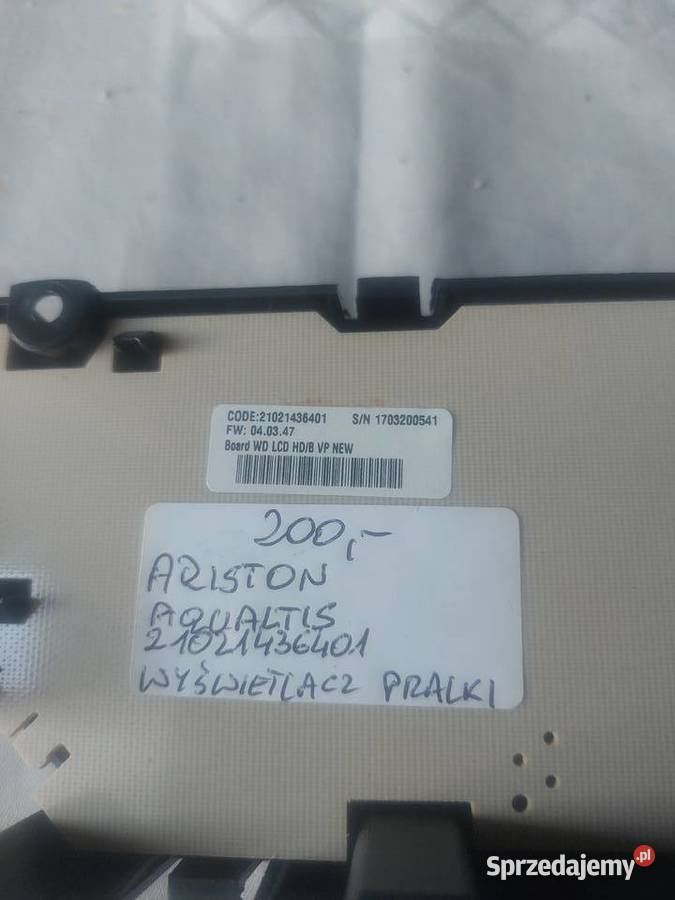 CODE:21021436401 S/N 1703200541
FW: 04.03.47
Board WD LCD HD/B VP NEW
200,-
ARISTON
AQUALTIS
21021436401
WYŚWIETLACZ PRALKI
Sprzedajemy.pl